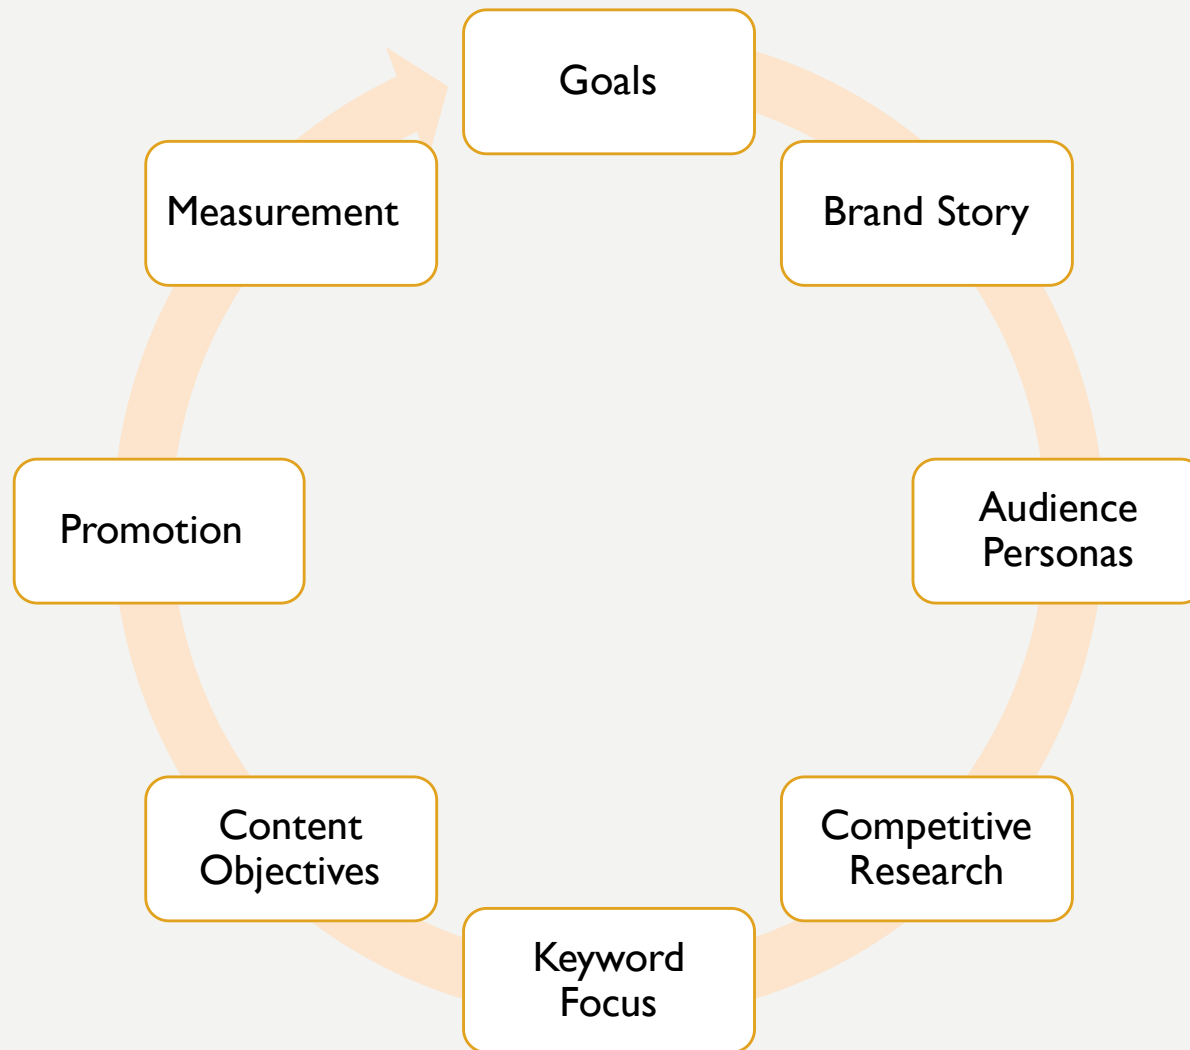 Goals
Brand Story
Audience
Personas
Competitive
Research
Keyword
Focus
Content
Objectives
Promotion
Measurement